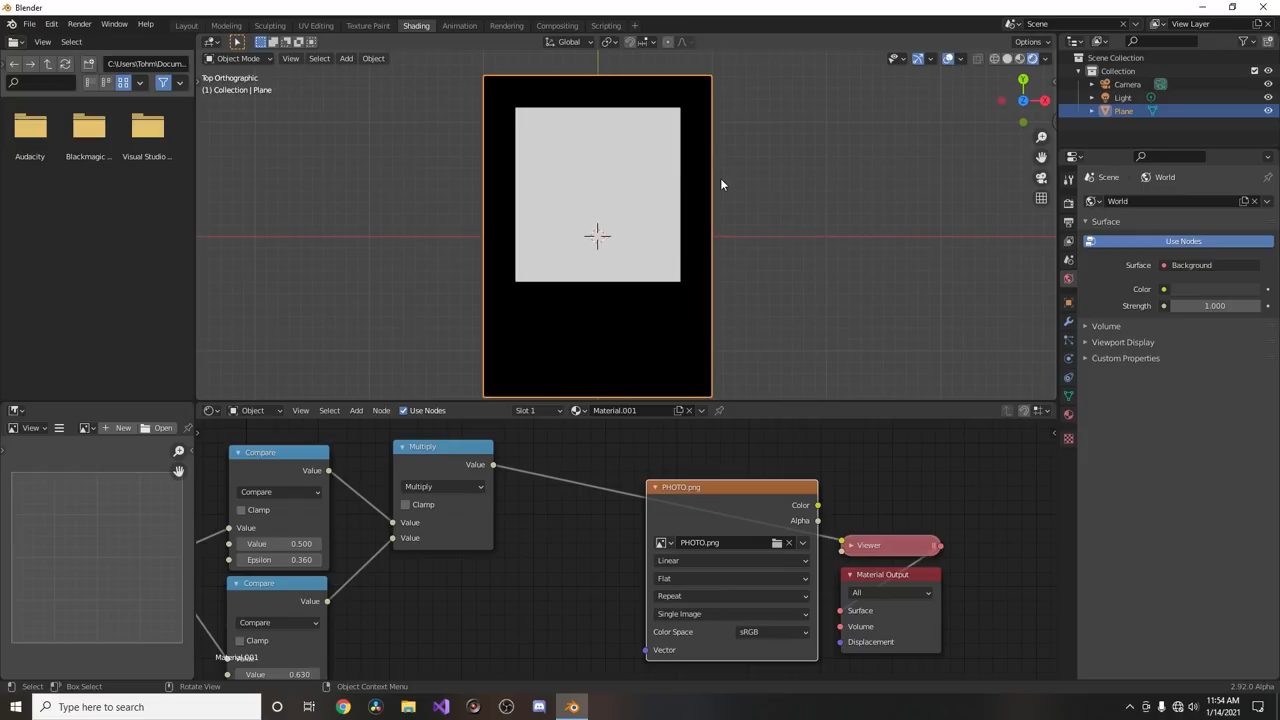 Blender
File Edit Render Window Help
Layout Modeling Sculpting UV Editing Texture Paint Shading Animation Rendering Compositing Scripting +
Scene
View Layer
View Select
Global
Options
C:\Users\Tohm\Docum...
Object Mode View Select Add Object
Top Orthographic
(1) Collection | Plane
Audacity
Blackmagic ...
Visual Studio ...
Y
X
Z
Scene Collection
Collection
Camera
Light
Plane
Scene World
World
Surface
Use Nodes
Surface Background
Color
Strength 1.000
Volume
Viewport Display
Custom Properties
Object View Select Add Node Use Nodes Slot 1 Material.001
View New Open
Compare
Value
Compare
Clamp
Value
Value 0.500
Epsilon 0.360
Compare
Value
Compare
Clamp
Value 0.630
Material.001
Multiply
Value
Multiply
Clamp
Value
Value
PHOTO.png
Color
Alpha
PHOTO.png
Linear
Flat
Repeat
Single Image
Color Space sRGB
Vector
Viewer
Material Output
All
Surface
Volume
Displacement
Select Box Select Rotate View Object Context Menu 2.92.0 Alpha
Type here to search
11:54 AM
1/14/2021